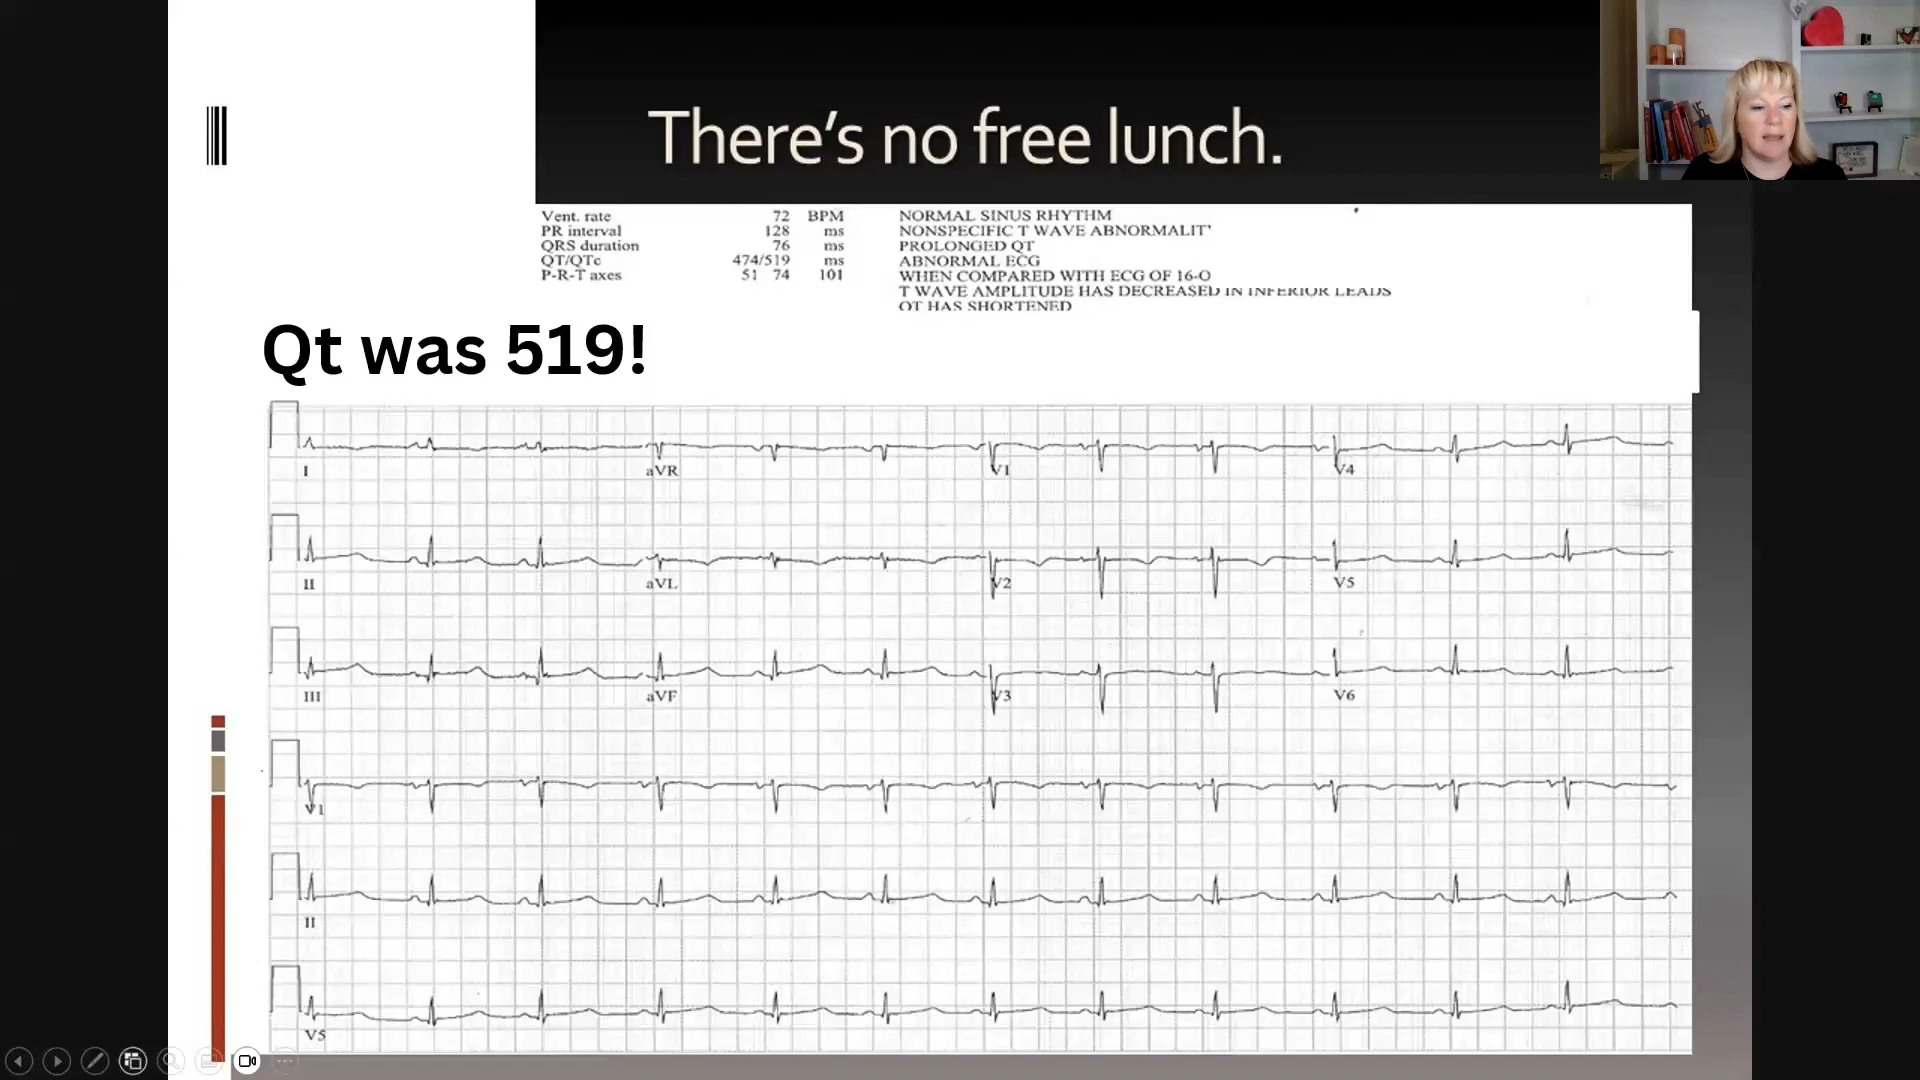 There's no free lunch.
Vent. rate 72 BPM
PR interval 128 ms
QRS duration 76 ms
QT/QTc 474/519 ms
P-R-T axes 51 74 101
NORMAL SINUS RHYTHM
NONSPECIFIC T WAVE ABNORMALIT
PROLONGED QT
ABNORMAL ECG
WHEN COMPARED WITH ECG OF 16-O
T WAVE AMPLITUDE HAS DECREASED IN INFERIOR LEADS
QT HAS SHORTENED
Qt was 519!
I aVR V1 V4
II aVL V2 V5
III aVF V3 V6
V1
II
V5